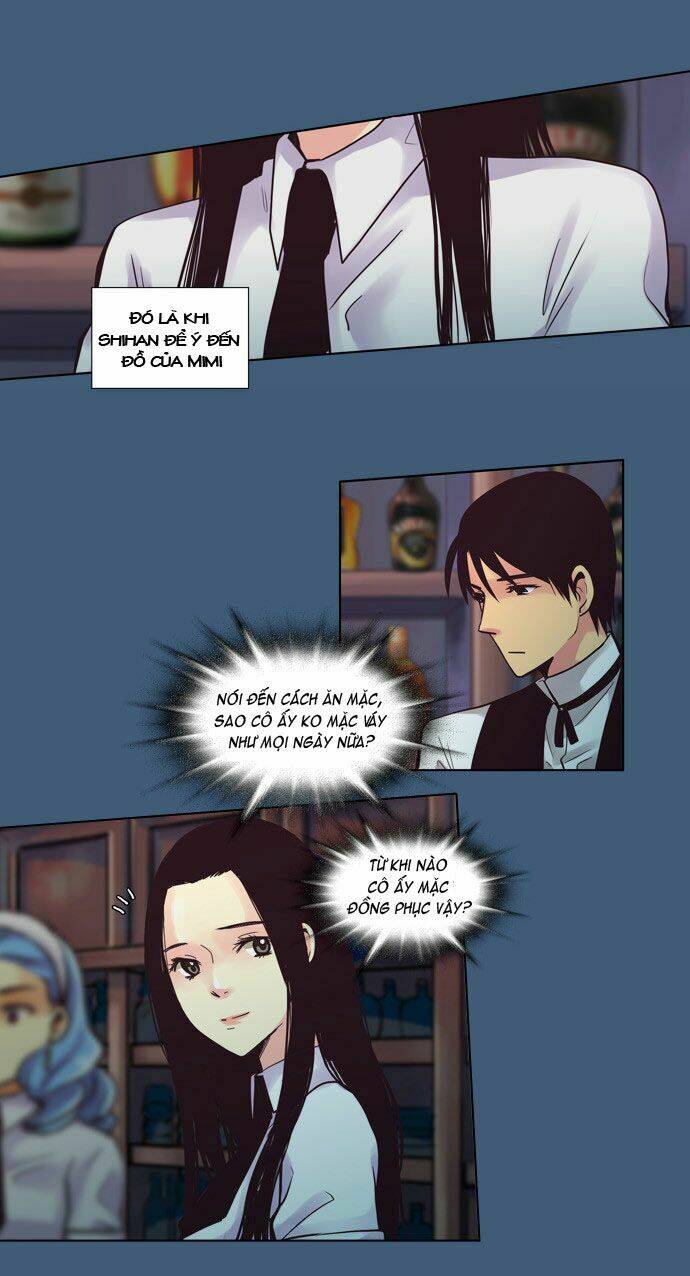 ĐÓ LÀ KHI
SHIHAN ĐỂ Ý ĐẾN
ĐỒ CỦA MIMI
NÓI ĐẾN CÁCH ĂN MẶC,
SAO CÔ ẤY KO MẶC VÁY
NHƯ MỌI NGÀY NỮA?
TỪ KHI NÀO
CÔ ẤY MẶC
ĐỒNG PHỤC VẬY?